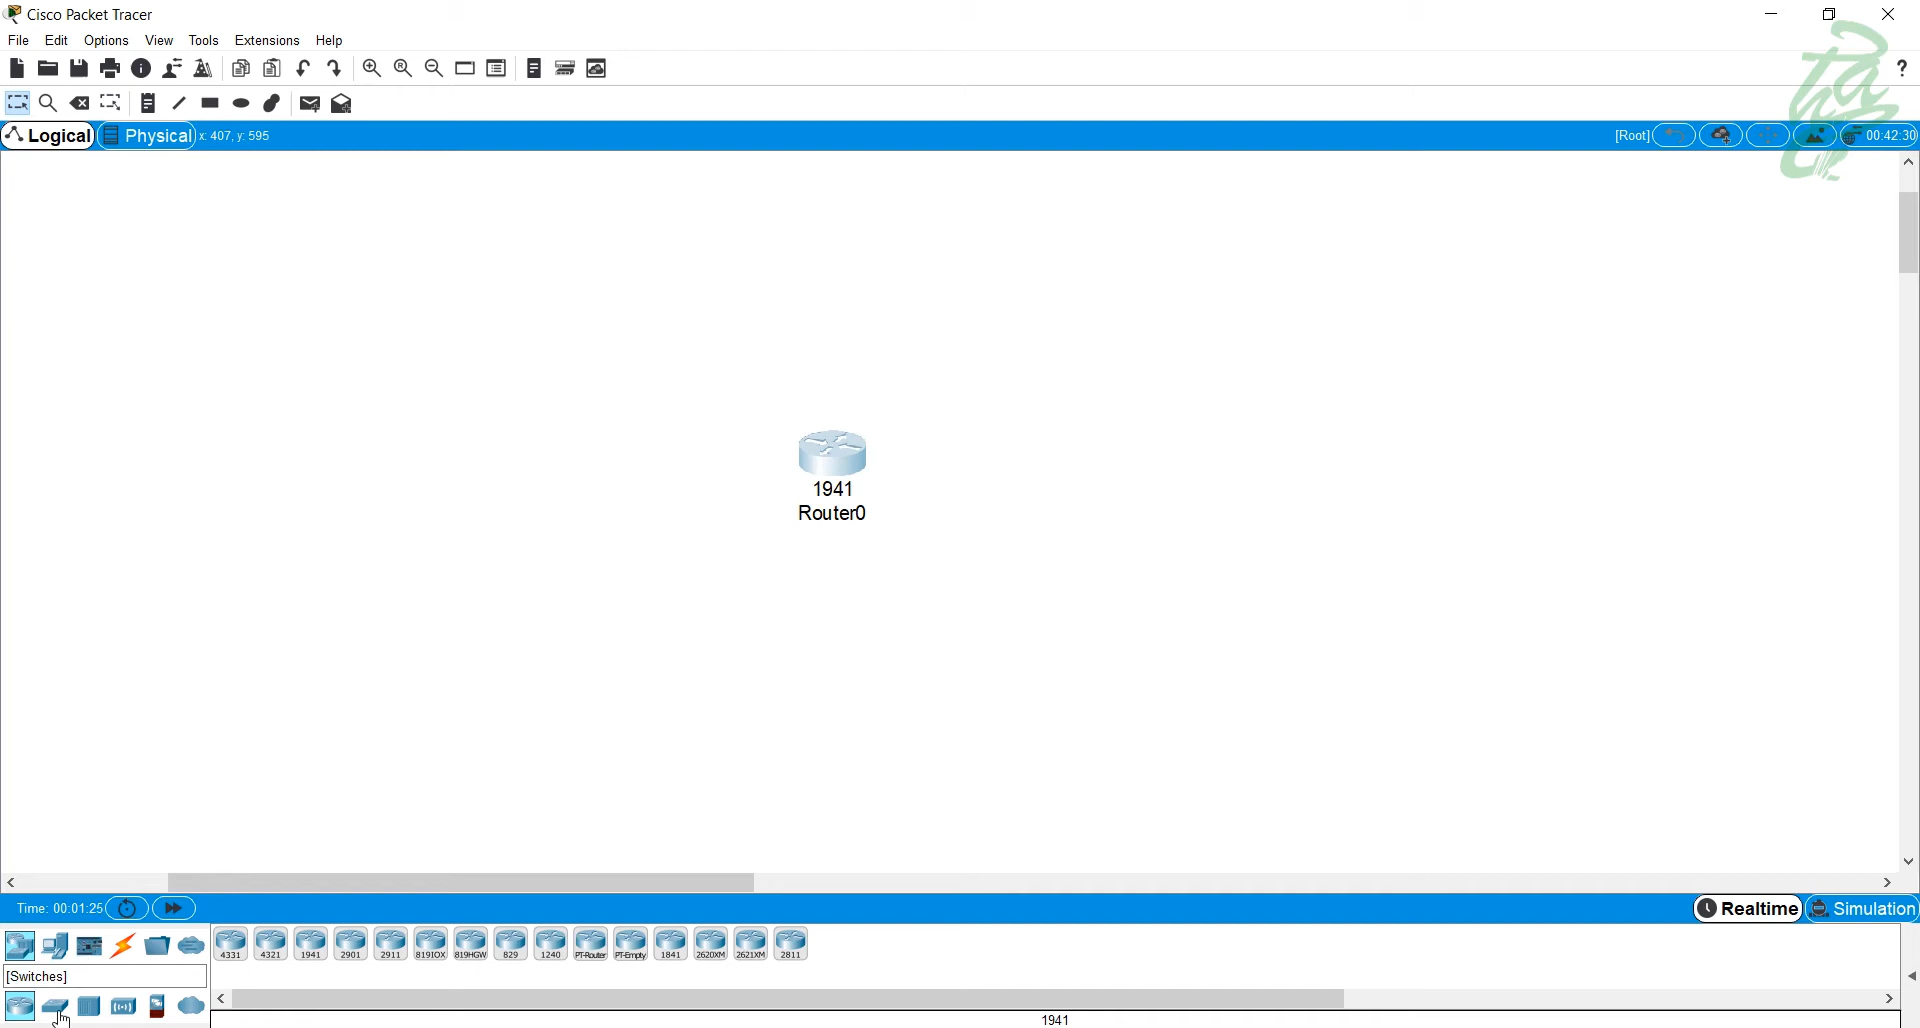 Cisco Packet Tracer
File Edit Options View Tools Extensions Help
?
Logical Physical x: 407, y: 595 [Root] 00:42:30
1941
Router0
Time: 00:01:25 Realtime Simulation
4331 4321 1941 2901 2911 819IOX 819HGW 829 1240 PT-Router PT-Empty 1841 2620XM 2621XM 2811
[Switches]
1941